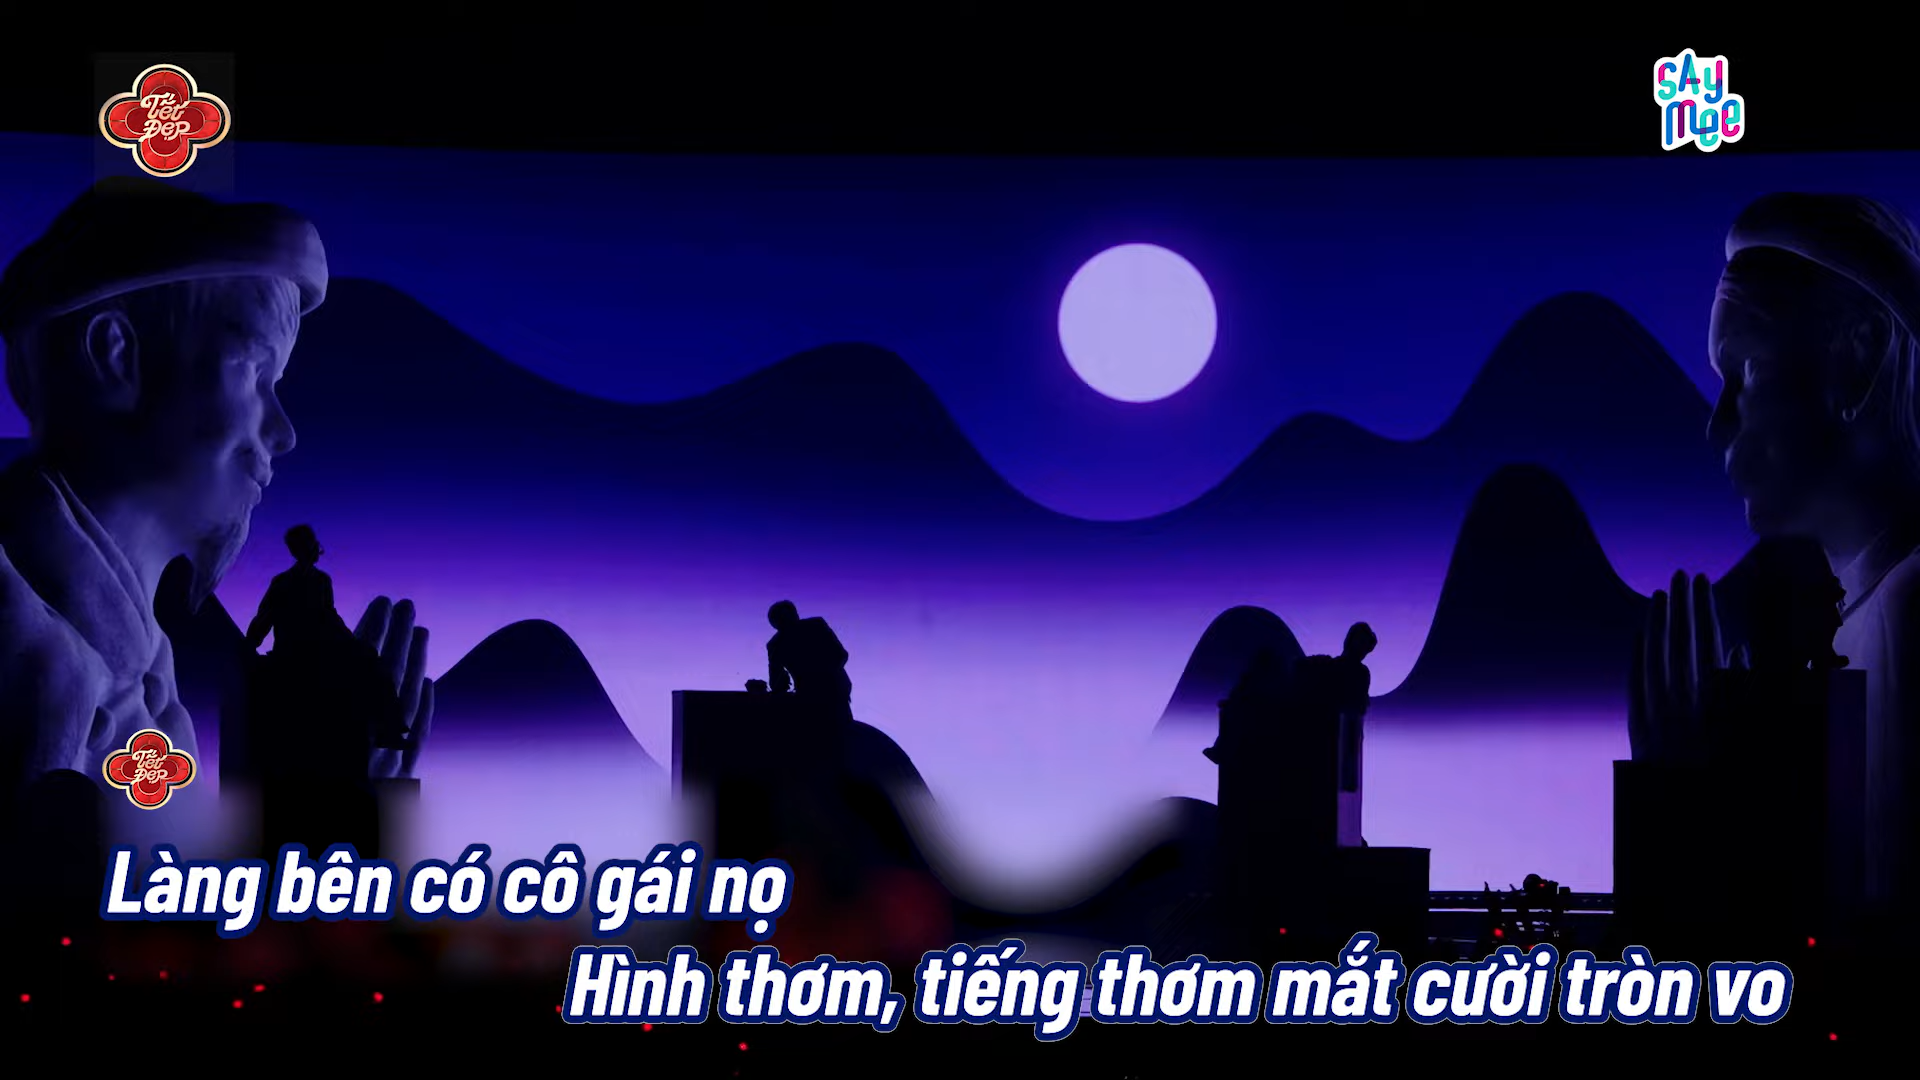 Tết
Đẹp
SAY
Mee
Tết
Đẹp
Làng bên có cô gái nọ
Hình thơm, tiếng thơm mắt cười tròn vo